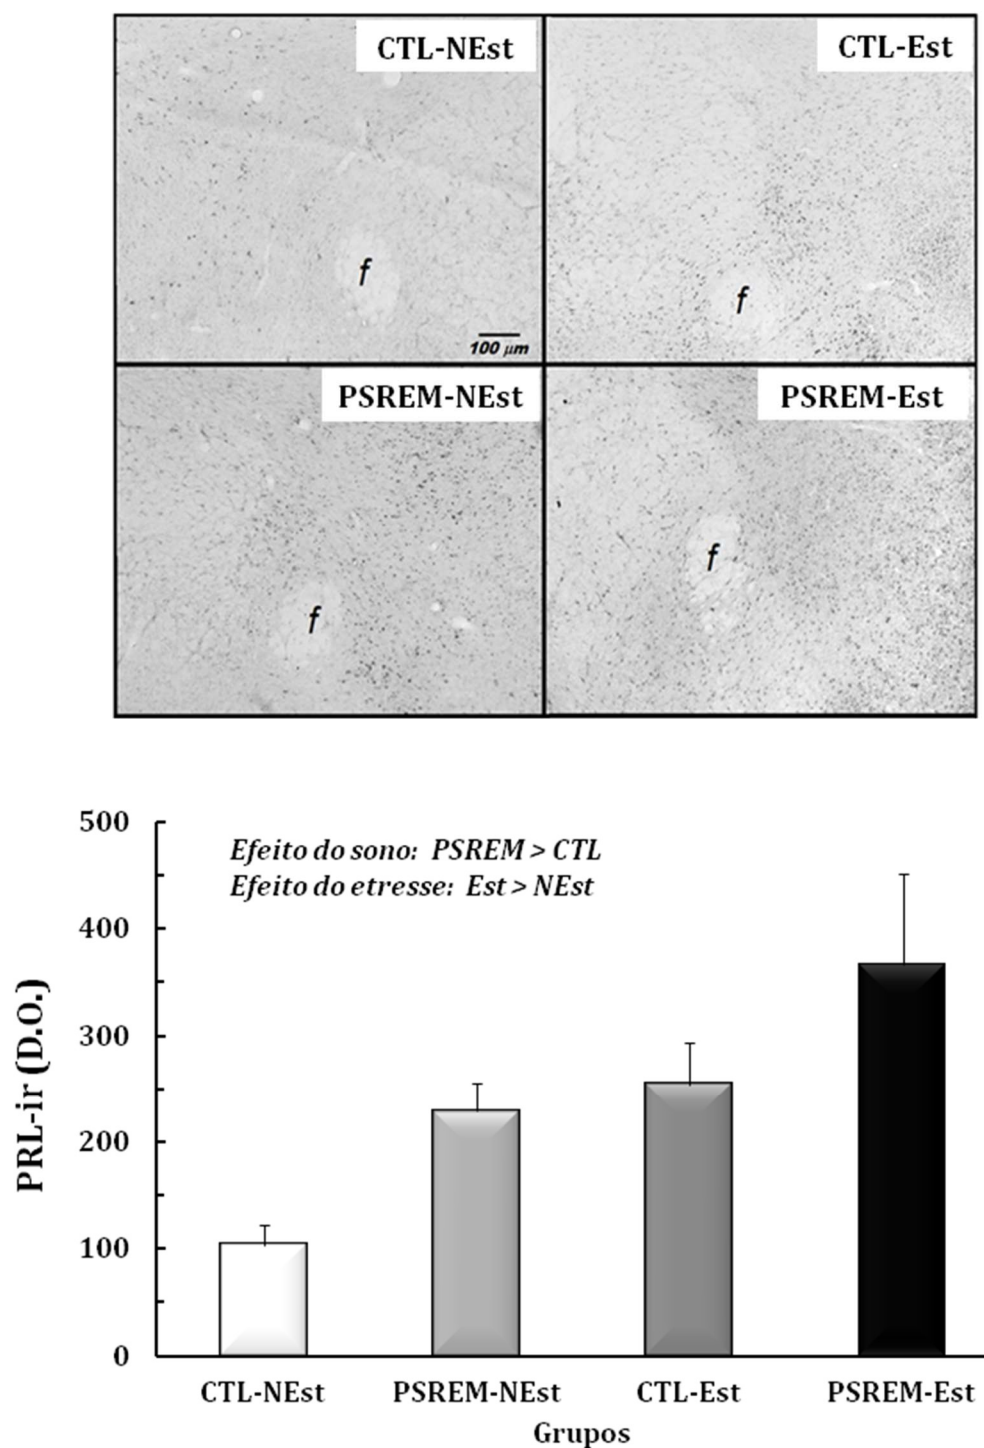 CTL-NEst
CTL-Est
f
f
100 μm
PSREM-NEst
PSREM-Est
f
f
500
Efeito do sono: PSREM > CTL
Efeito do etresse: Est > NEst
400
300
200
100
0
PRL-ir (D.O.)
CTL-NEst
PSREM-NEst
CTL-Est
PSREM-Est
Grupos